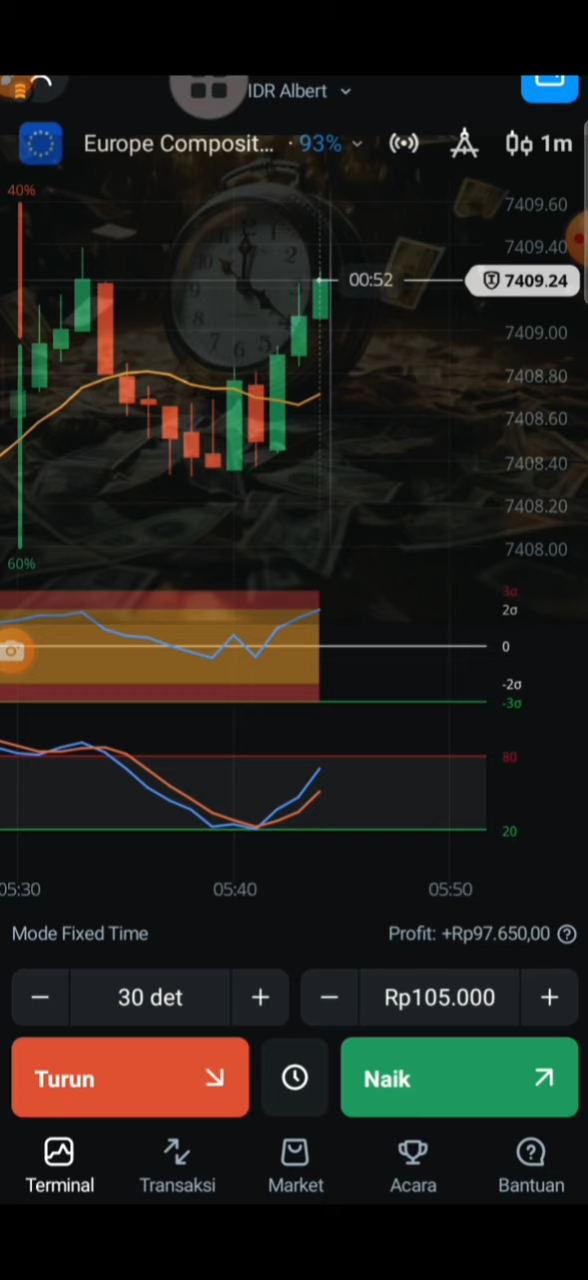 IDR Albert
Europe Composit... · 93% 1m
40%
7409.60
7409.40
00:52 7409.24
7409.00
7408.80
7408.60
7408.40
7408.20
7408.00
60%
3σ
2σ
0
-2σ
-3σ
80
20
05:30 05:40 05:50
Mode Fixed Time Profit: +Rp97.650,00 ?
− 30 det + − Rp105.000 +
Turun Naik
Terminal Transaksi Market Acara Bantuan